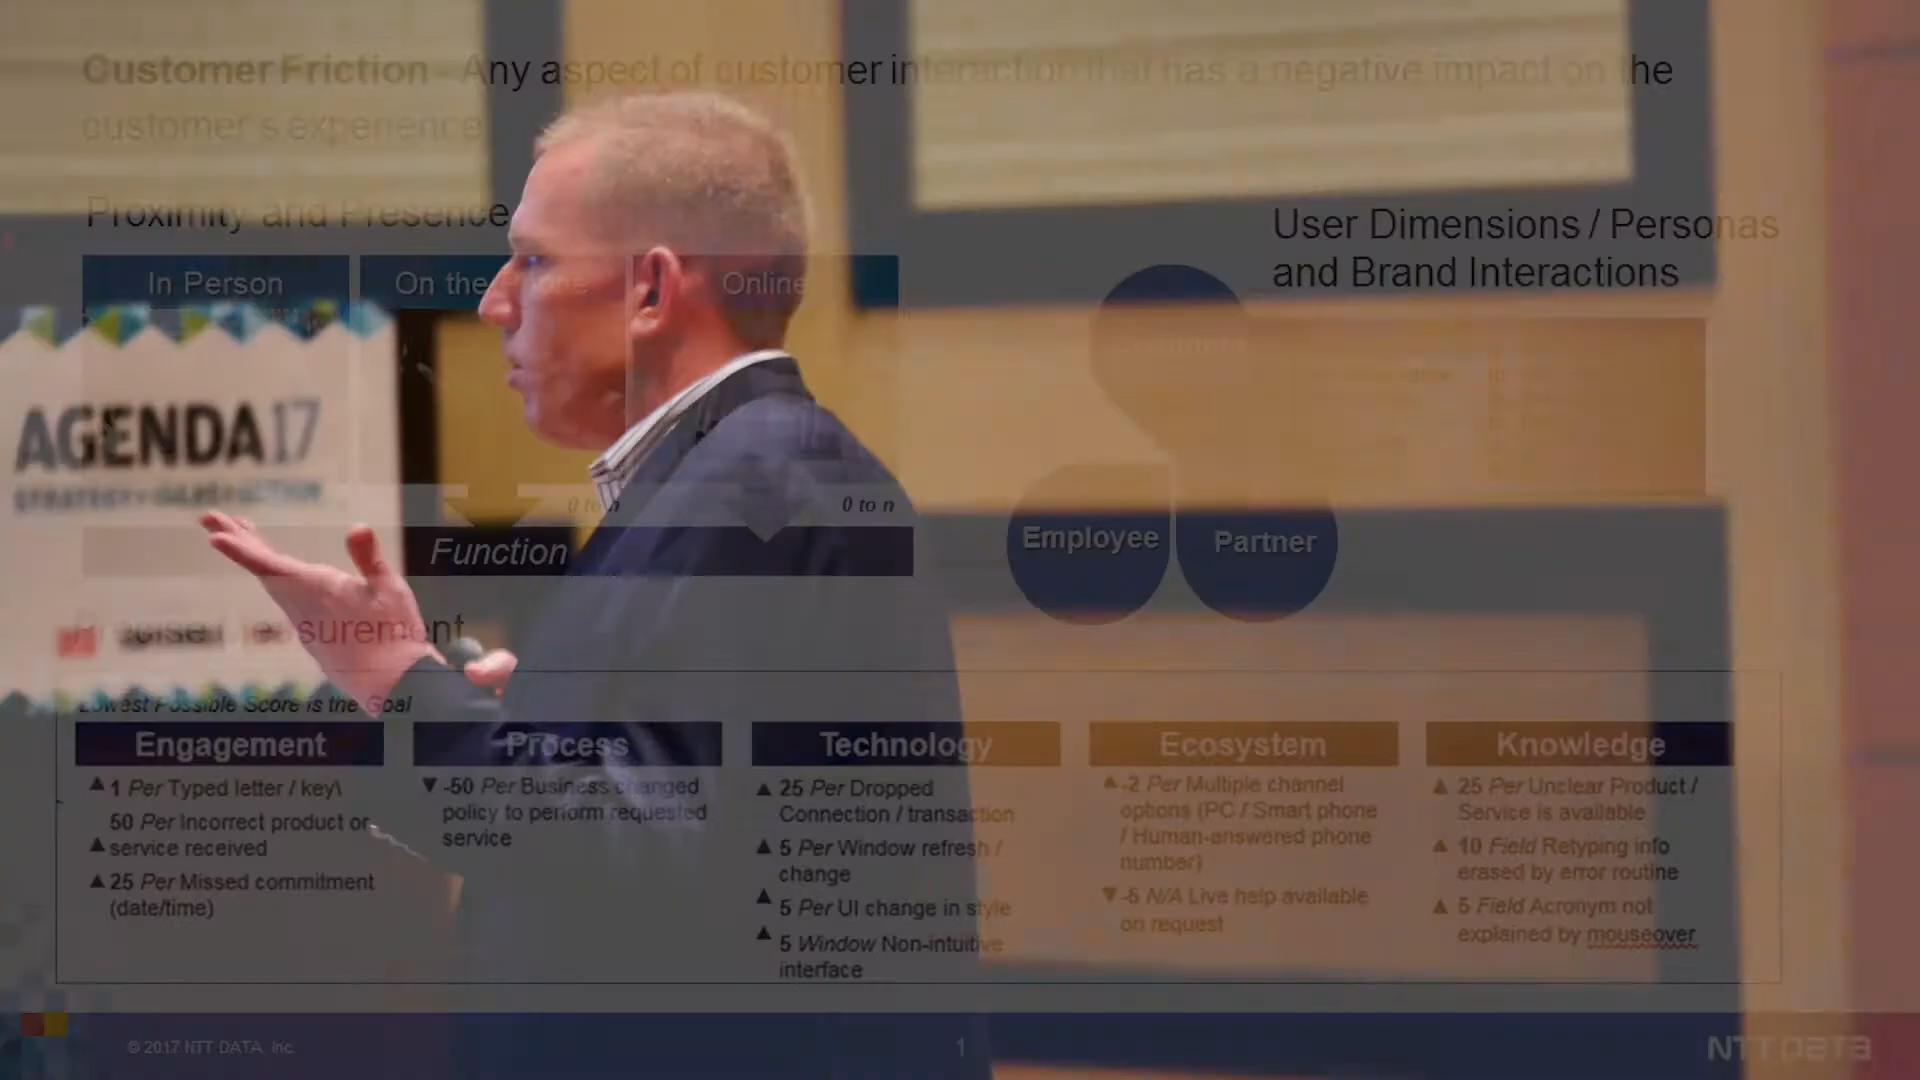 Customer Friction - Any aspect of customer interaction that has a negative impact on the
customer's experience
Proximity and Presence
In Person
On the Phone
Online
User Dimensions / Personas
and Brand Interactions
AGENDA17
0 to n
0 to n
Function
Employee
Partner
Lowest Possible Score is the Goal
Engagement
1 Per Typed letter / key\
50 Per Incorrect product or
service received
25 Per Missed commitment
(date/time)
Process
-50 Per Business changed
policy to perform requested
service
Technology
25 Per Dropped
Connection / transaction
5 Per Window refresh /
change
5 Per UI change in style
5 Window Non-intuitive
interface
Ecosystem
-2 Per Multiple channel
options (PC / Smart phone
/ Human-answered phone
number)
-5 N/A Live help available
on request
Knowledge
25 Per Unclear Product /
Service is available
10 Field Retyping info
erased by error routine
5 Field Acronym not
explained by mouseover
© 2017 NTT DATA, Inc.
1
NTT DATA